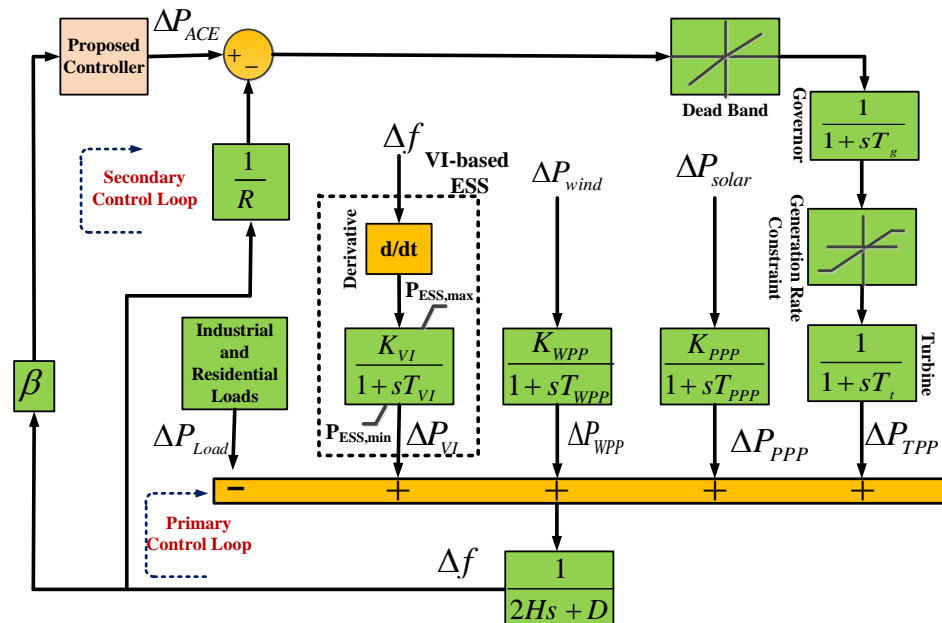 Proposed
Controller
ΔP_ACE
+
−
Dead Band
Governor
1
1 + sT_g
Secondary
Control Loop
1
R
Δf
VI-based
ESS
ΔP_wind
ΔP_solar
Derivative
d/dt
Generation Rate
Constraint
P_ESS,max
Industrial and
Residential
Loads
K_VI
1 + sT_VI
K_WPP
1 + sT_WPP
K_PPP
1 + sT_PPP
Turbine
1
1 + sT_t
β
P_ESS,min
ΔP_Load
ΔP_VI
ΔP_WPP
ΔP_PPP
ΔP_TPP
−
+
+
+
+
Primary
Control Loop
Δf
1
2Hs + D